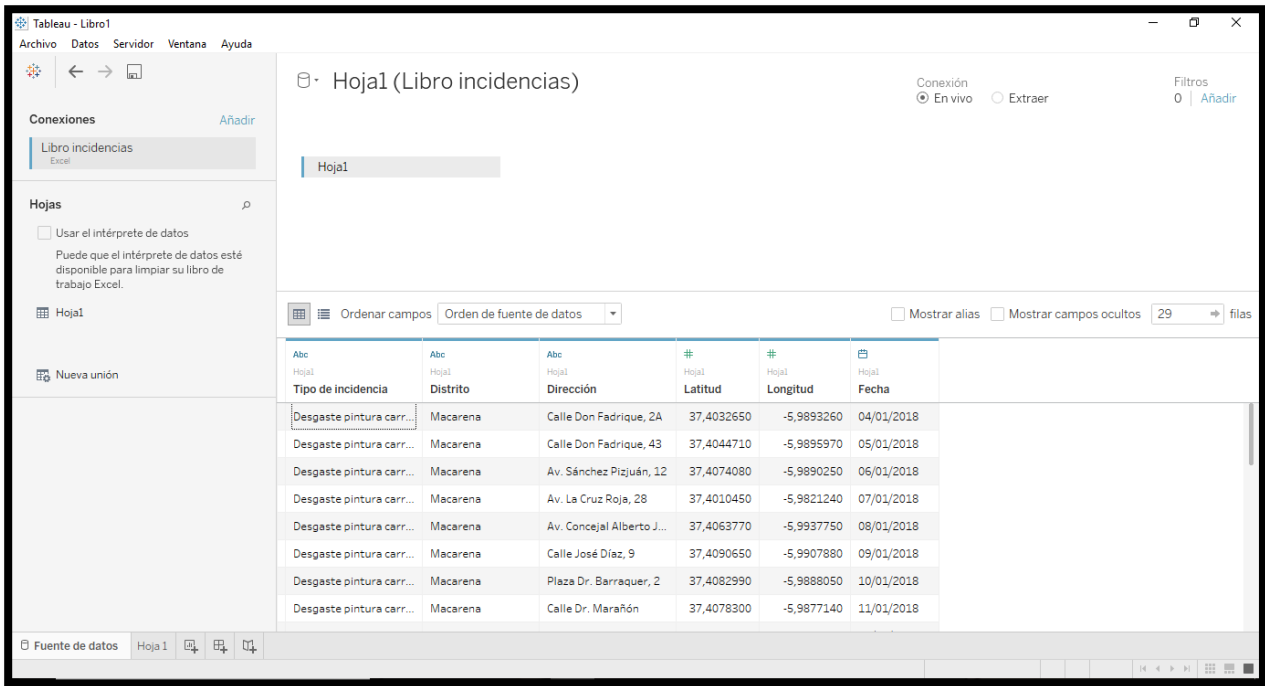 Tableau - Libro1
Archivo Datos Servidor Ventana Ayuda
Conexiones Añadir
Libro incidencias
Excel
Hojas
Usar el intérprete de datos
Puede que el intérprete de datos esté
disponible para limpiar su libro de
trabajo Excel.
Hoja1
Nueva unión
Hoja1 (Libro incidencias)
Conexión
En vivo Extraer
Filtros
0 Añadir
Hoja1
Ordenar campos Orden de fuente de datos Mostrar alias Mostrar campos ocultos 29 filas
Abc Abc Abc # #
Hoja1 Hoja1 Hoja1 Hoja1 Hoja1 Hoja1
Tipo de incidencia Distrito Dirección Latitud Longitud Fecha
Desgaste pintura carr... Macarena Calle Don Fadrique, 2A 37,4032650 -5,9893260 04/01/2018
Desgaste pintura carr... Macarena Calle Don Fadrique, 43 37,4044710 -5,9895970 05/01/2018
Desgaste pintura carr... Macarena Av. Sánchez Pizjuán, 12 37,4074080 -5,9890250 06/01/2018
Desgaste pintura carr... Macarena Av. La Cruz Roja, 28 37,4010450 -5,9821240 07/01/2018
Desgaste pintura carr... Macarena Av. Concejal Alberto J... 37,4063770 -5,9937750 08/01/2018
Desgaste pintura carr... Macarena Calle José Díaz, 9 37,4090650 -5,9907880 09/01/2018
Desgaste pintura carr... Macarena Plaza Dr. Barraquer, 2 37,4082990 -5,9888050 10/01/2018
Desgaste pintura carr... Macarena Calle Dr. Marañón 37,4078300 -5,9877140 11/01/2018
Fuente de datos Hoja 1